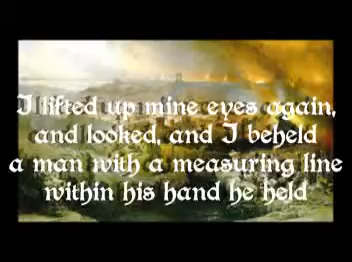 I lifted up mine eyes again,
and looked, and I beheld
a man with a measuring line
within his hand he held